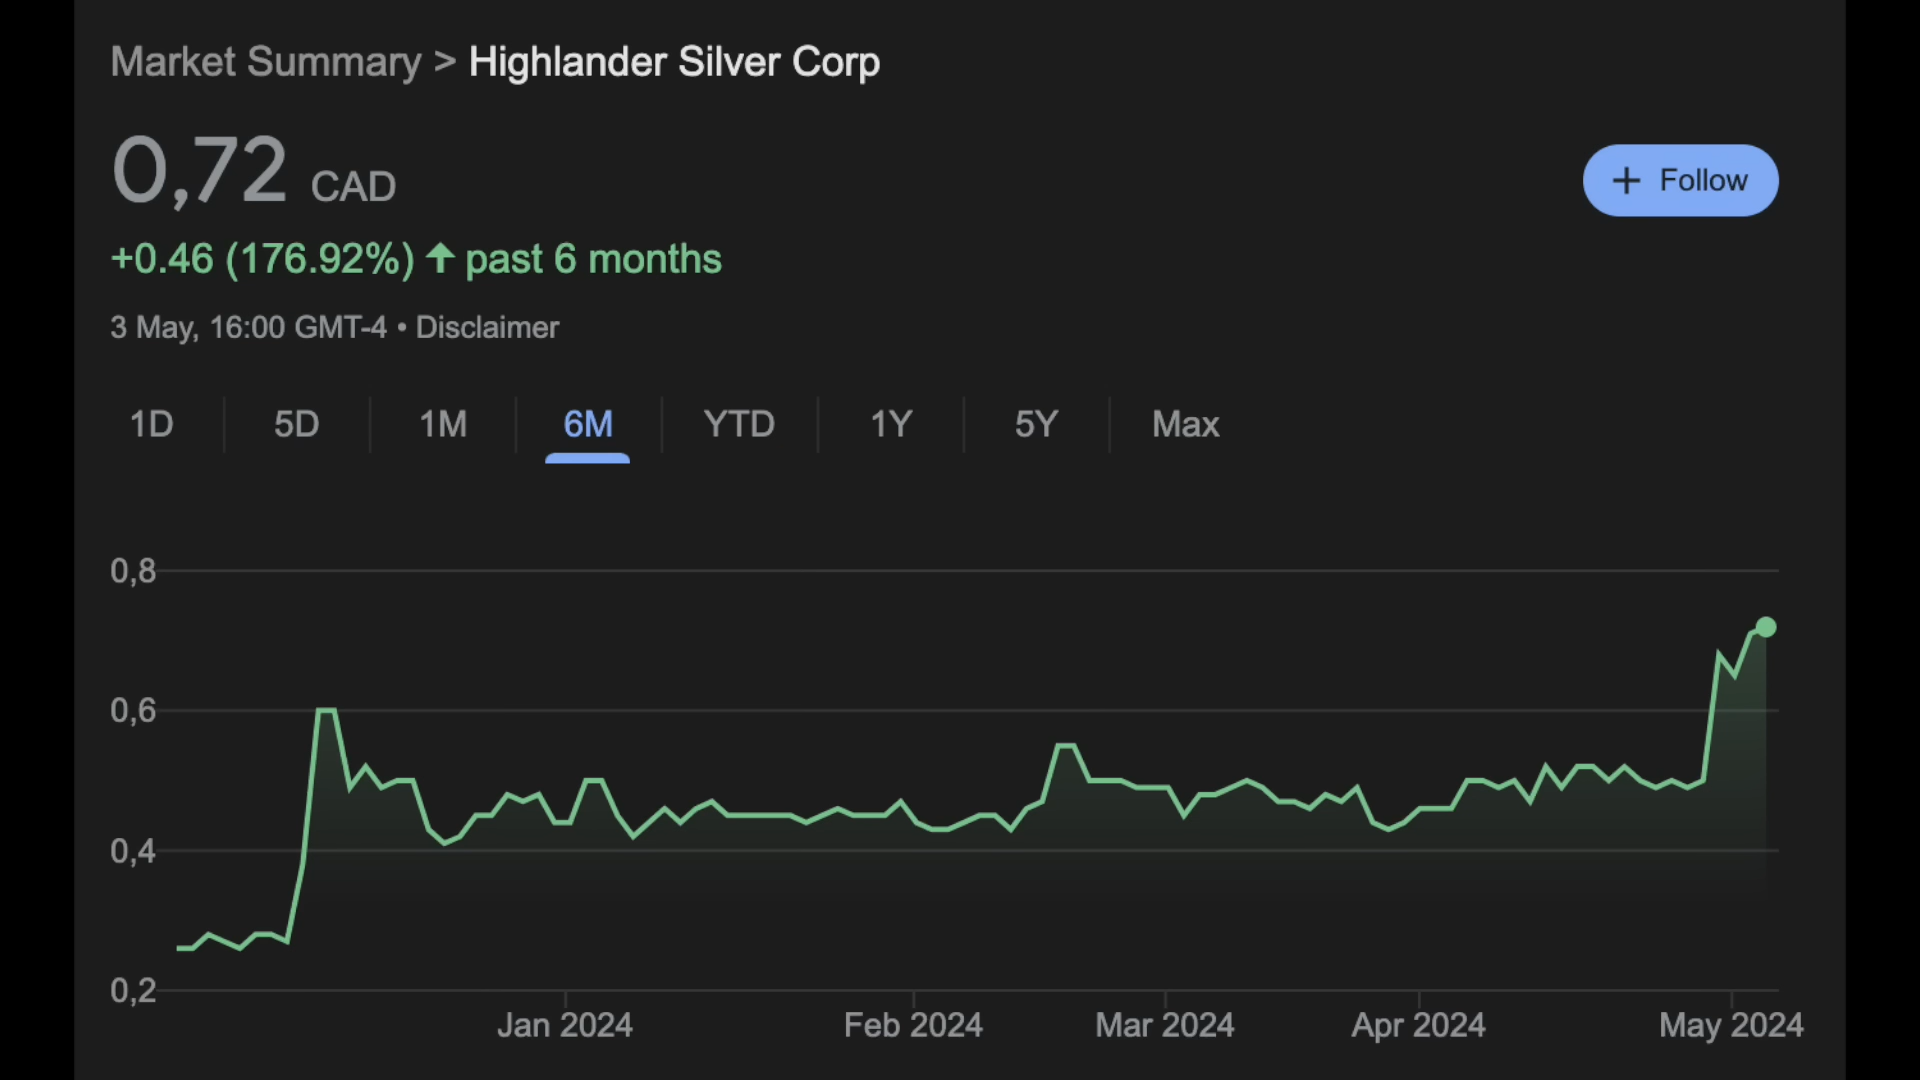 Market Summary > Highlander Silver Corp
0,72 CAD
+ Follow
+0.46 (176.92%) ↑ past 6 months
3 May, 16:00 GMT-4 • Disclaimer
1D 5D 1M 6M YTD 1Y 5Y Max
0,8
0,6
0,4
0,2
Jan 2024 Feb 2024 Mar 2024 Apr 2024 May 2024